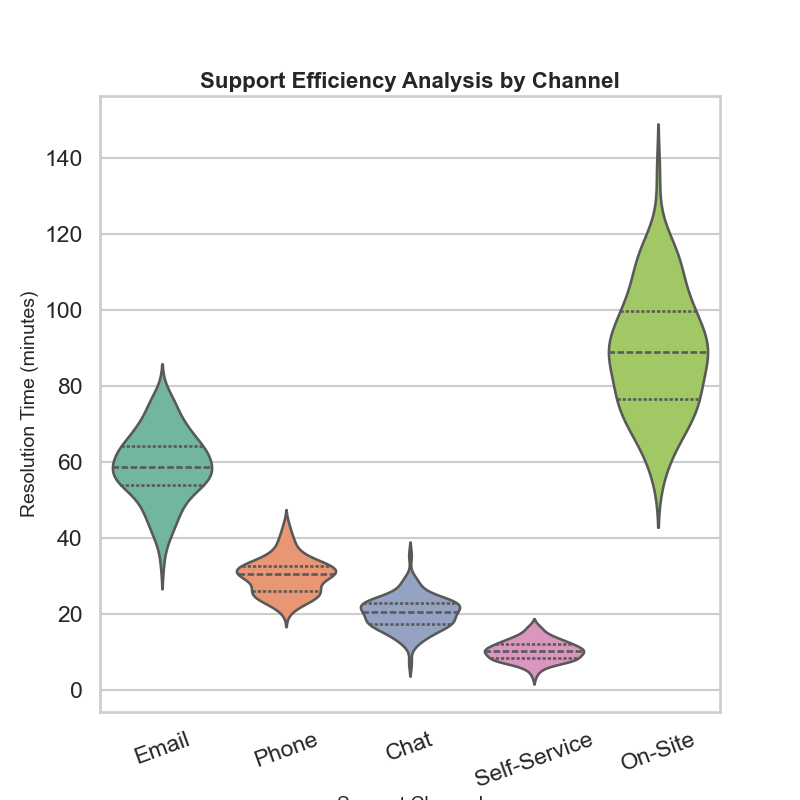 Support Efficiency Analysis by Channel
Resolution Time (minutes)
140
120
100
80
60
40
20
0
Email
Phone
Chat
Self-Service
On-Site